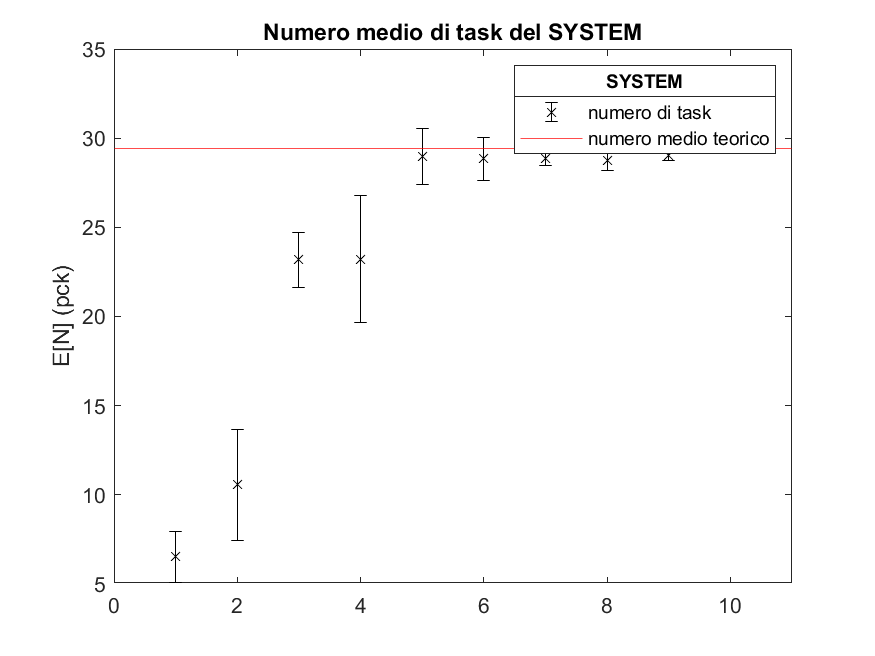 Numero medio di task del SYSTEM
35
SYSTEM
numero di task
numero medio teorico
30
25
20
15
10
5
E[N] (pck)
0 2 4 6 8 10